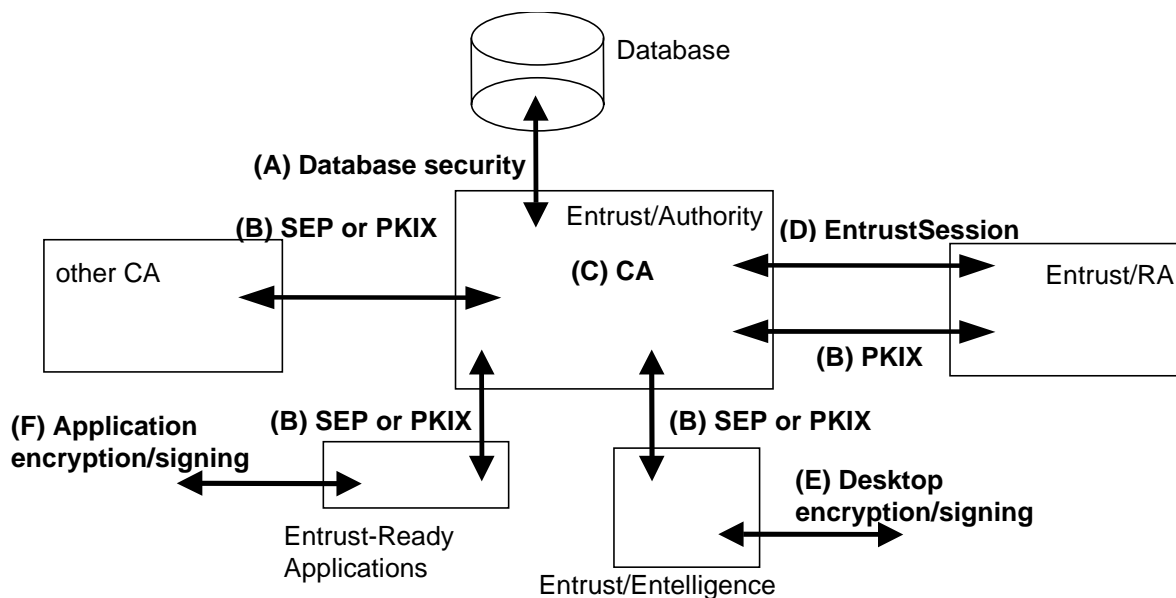 Database
(A) Database security
Entrust/Authority
(B) SEP or PKIX
(D) EntrustSession
other CA
(C) CA
Entrust/RA
(B) PKIX
(F) Application
encryption/signing
(B) SEP or PKIX
(B) SEP or PKIX
(E) Desktop
encryption/signing
Entrust-Ready
Applications
Entrust/Entelligence